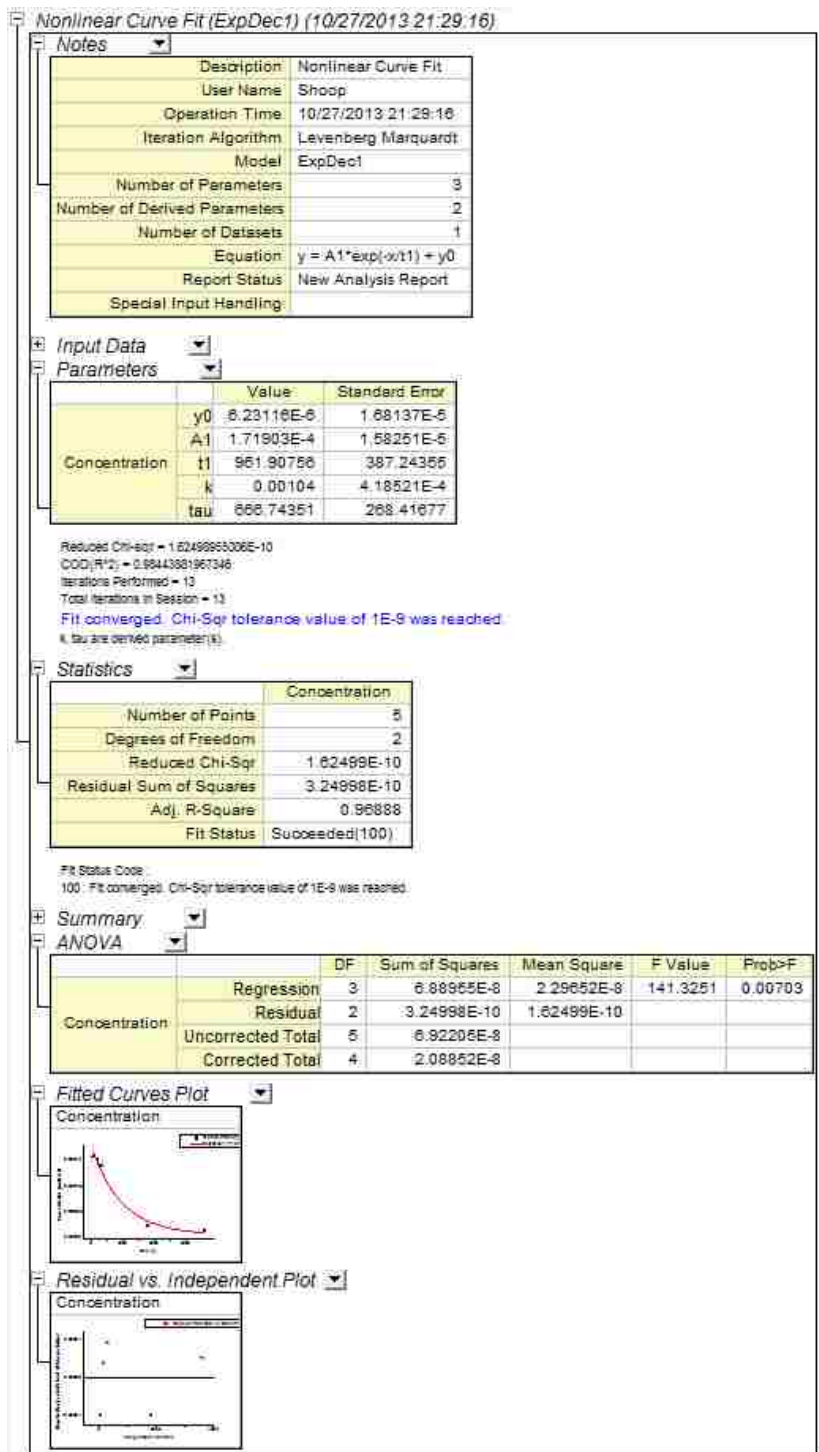 Nonlinear Curve Fit (ExpDec1) (10/27/2013 21:29:16)
Notes
Description Nonlinear Curve Fit
User Name Shoop
Operation Time 10/27/2013 21:29:16
Iteration Algorithm Levenberg Marquardt
Model ExpDec1
Number of Parameters 3
Number of Derived Parameters 2
Number of Datasets 1
Equation y = A1*exp(-x/t1) + y0
Report Status New Analysis Report
Special Input Handling
Input Data
Parameters
Value Standard Error
Concentration
y0 6.23116E-6 1.68137E-5
A1 1.71903E-4 1.58251E-5
t1 961.90756 387.24355
k 0.00104 4.18521E-4
tau 666.74351 268.41677
Reduced Chi-sqr =
COD(R^2) = 0.98443881967346
Iterations Performed = 13
Total Iterations in Session = 13
Fit converged. Chi-Sqr tolerance value of 1E-9 was reached.
k, tau are derived parameter(s).
Statistics
Concentration
Number of Points 5
Degrees of Freedom 2
Reduced Chi-Sqr 1.62499E-10
Residual Sum of Squares 3.24998E-10
Adj. R-Square 0.96888
Fit Status Succeeded(100)
Fit Status Code :
100 : Fit converged. Chi-Sqr tolerance value of 1E-9 was reached.
Summary
ANOVA
DF Sum of Squares Mean Square F Value Prob>F
Concentration
Regression 3 6.88955E-8 2.29652E-8 141.3251 0.00703
Residual 2 3.24998E-10 1.62499E-10
Uncorrected Total 5 6.92205E-8
Corrected Total 4 2.08852E-8
Fitted Curves Plot
Concentration
Residual vs. Independent Plot
Concentration